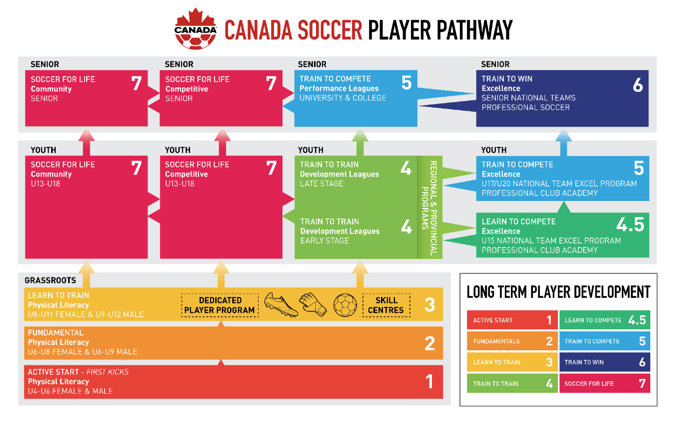 CANADA
CANADA SOCCER PLAYER PATHWAY
SENIOR
SOCCER FOR LIFE 7
Community
SENIOR
SOCCER FOR LIFE 7
Competitive
SENIOR
SENIOR
TRAIN TO COMPETE 5
Performance Leagues
UNIVERSITY & COLLEGE
SENIOR
TRAIN TO WIN 6
Excellence
SENIOR NATIONAL TEAMS
PROFESSIONAL SOCCER
SENIOR
YOUTH
SOCCER FOR LIFE 7
Community
U13-U18
YOUTH
SOCCER FOR LIFE 7
Competitive
U13-U18
YOUTH
TRAIN TO TRAIN 4
Development Leagues
LATE STAGE
TRAIN TO TRAIN 4
Development Leagues
EARLY STAGE
REGIONAL & PROVINCIAL
PROGRAMS
YOUTH
TRAIN TO COMPETE 5
Excellence
U17/U20 NATIONAL TEAM EXCEL PROGRAM
PROFESSIONAL CLUB ACADEMY
LEARN TO COMPETE 4.5
Excellence
U15 NATIONAL TEAM EXCEL PROGRAM
PROFESSIONAL CLUB ACADEMY
GRASSROOTS
LEARN TO TRAIN 3
Physical Literacy
U8-U11 FEMALE & U9-U12 MALE
DEDICATED
PLAYER PROGRAM
SKILL
CENTRES
FUNDAMENTAL 2
Physical Literacy
U6-U8 FEMALE & U6-U9 MALE
ACTIVE START - FIRST KICKS 1
Physical Literacy
U4-U6 FEMALE & MALE
LONG TERM PLAYER DEVELOPMENT
ACTIVE START 1
LEARN TO COMPETE 4.5
FUNDAMENTALS 2
TRAIN TO COMPETE 5
LEARN TO TRAIN 3
TRAIN TO WIN 6
TRAIN TO TRAIN 4
SOCCER FOR LIFE 7